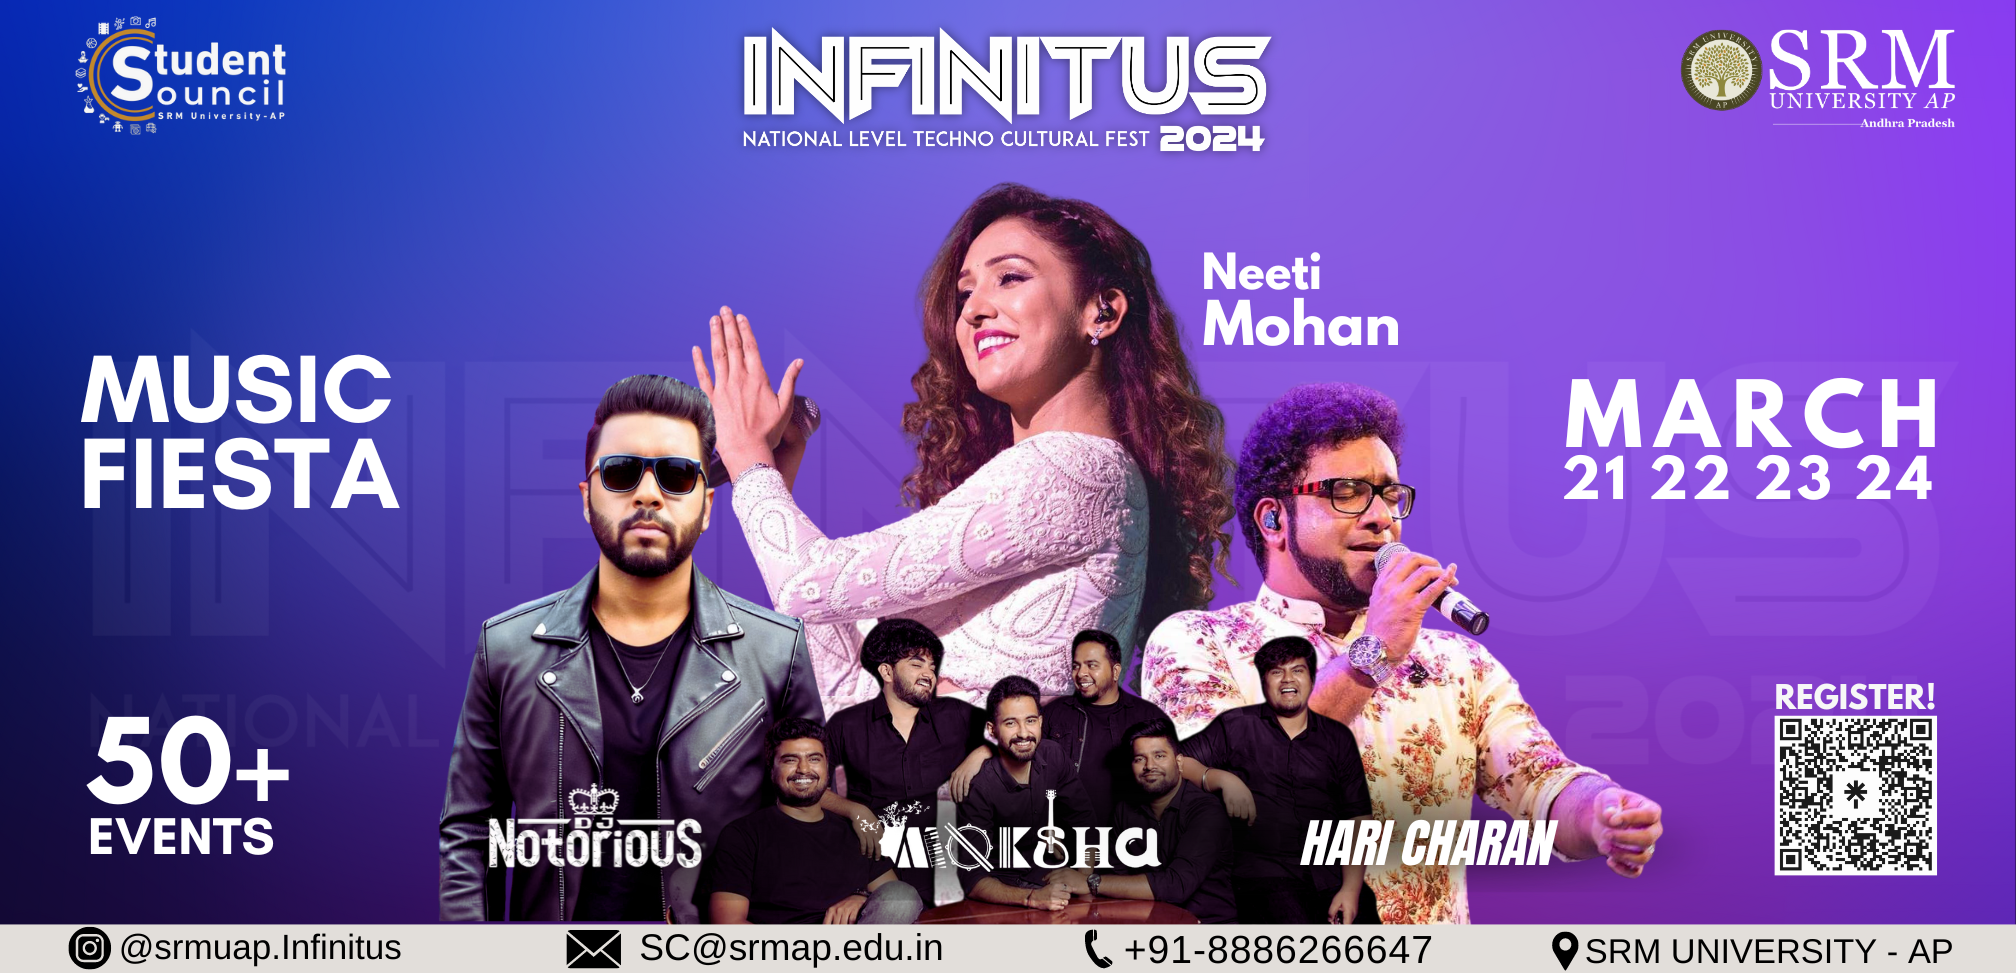 Student
Council
SRM University-AP
INFINITUS
NATIONAL LEVEL TECHNO CULTURAL FEST 2024
SRM
UNIVERSITY AP
Andhra Pradesh
Neeti
Mohan
MUSIC
FIESTA
MARCH
21 22 23 24
50+
EVENTS
REGISTER!
DJ
NOTORIOUS
MOKSHA
HARI CHARAN
@srmuap.Infinitus
SC@srmap.edu.in
+91-8886266647
SRM UNIVERSITY - AP